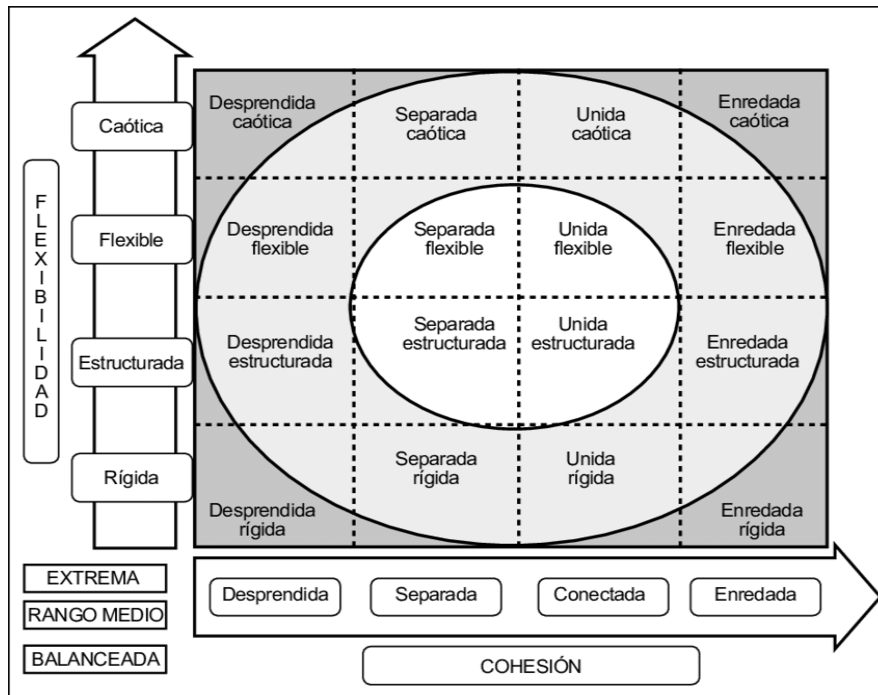 Caótica
Desprendida
caótica
Separada
caótica
Unida
caótica
Enredada
caótica
FLEXIBILIDAD
Flexible
Desprendida
flexible
Separada
flexible
Unida
flexible
Enredada
flexible
Estructurada
Desprendida
estructurada
Separada
estructurada
Unida
estructurada
Enredada
estructurada
Rígida
Desprendida
rígida
Separada
rígida
Unida
rígida
Enredada
rígida
EXTREMA
RANGO MEDIO
BALANCEADA
Desprendida
Separada
Conectada
Enredada
COHESIÓN